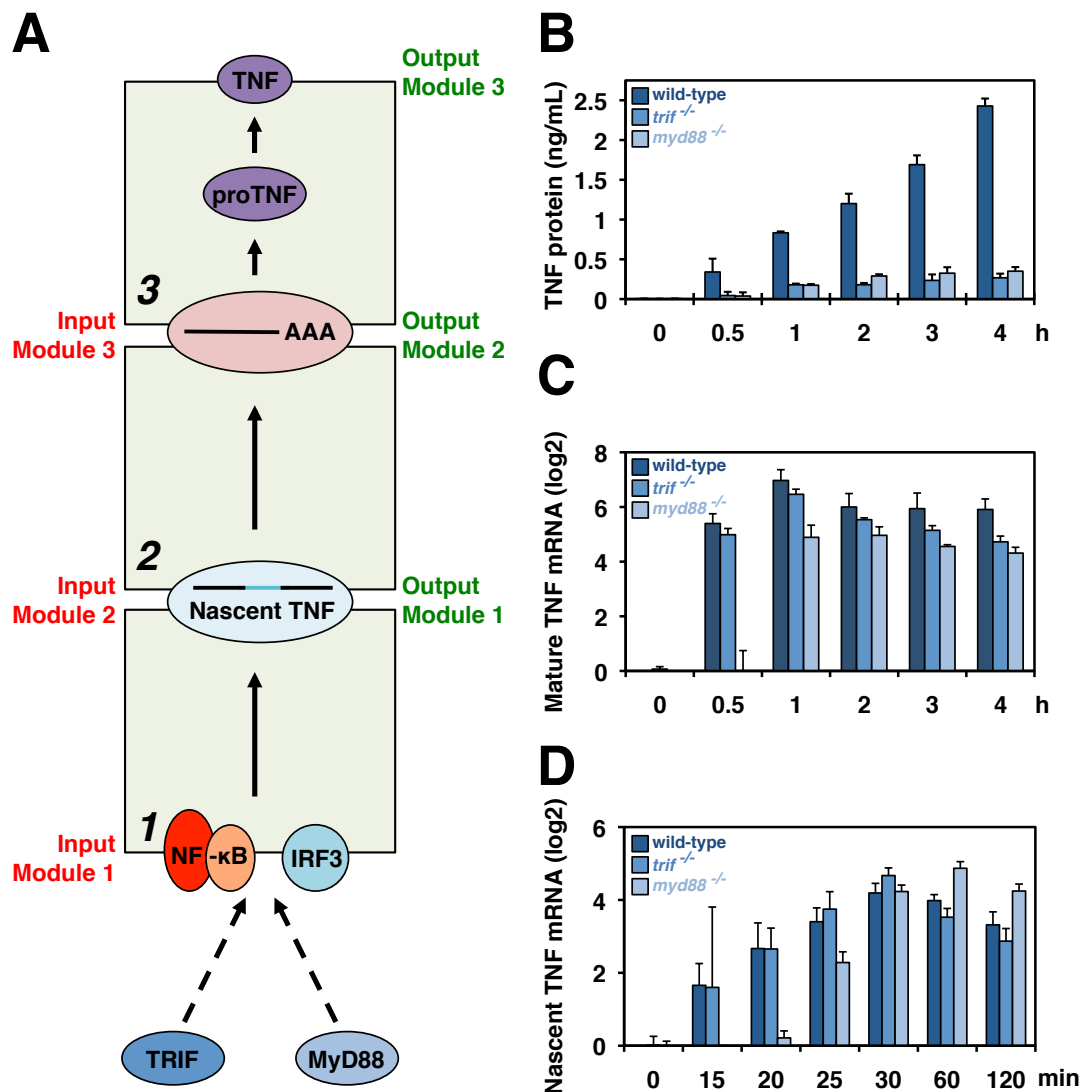 A
TNF
Output
Module 3
proTNF
3
Input
Module 3
AAA
Output
Module 2
2
Input
Module 2
Nascent TNF
Output
Module 1
1
Input
Module 1
NF -κB
IRF3
TRIF
MyD88
B
TNF protein (ng/mL)
2.5
2
1.5
1
0.5
0
wild-type
trif -/-
myd88 -/-
0 0.5 1 2 3 4 h
C
Mature TNF mRNA (log2)
8
6
4
2
0
wild-type
trif -/-
myd88 -/-
0 0.5 1 2 3 4 h
D
Nascent TNF mRNA (log2)
6
4
2
0
wild-type
trif -/-
myd88 -/-
0 15 20 25 30 60 120 min